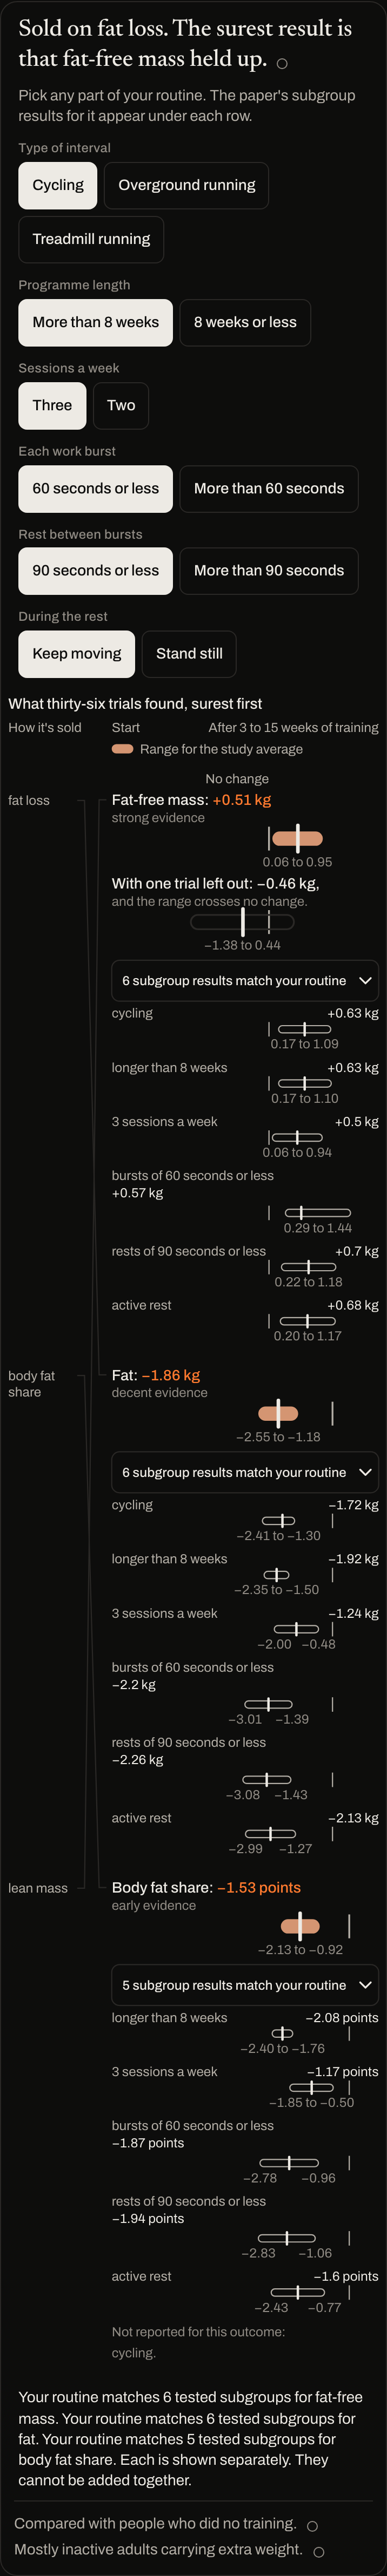 Sold on fat loss. The surest result is
that fat-free mass held up.
Pick any part of your routine. The paper's subgroup
results for it appear under each row.
Type of interval
Cycling
Overground running
Treadmill running
Programme length
More than 8 weeks
8 weeks or less
Sessions a week
Three
Two
Each work burst
60 seconds or less
More than 60 seconds
Rest between bursts
90 seconds or less
More than 90 seconds
During the rest
Keep moving
Stand still
What thirty-six trials found, surest first
How it's sold
Start
After 3 to 15 weeks of training
Range for the study average
No change
fat loss
Fat-free mass: +0.51 kg
strong evidence
0.06 to 0.95
With one trial left out: −0.46 kg,
and the range crosses no change.
−1.38 to 0.44
6 subgroup results match your routine
cycling
+0.63 kg
0.17 to 1.09
longer than 8 weeks
+0.63 kg
0.17 to 1.10
3 sessions a week
+0.5 kg
0.06 to 0.94
bursts of 60 seconds or less
+0.57 kg
0.29 to 1.44
rests of 90 seconds or less
+0.7 kg
0.22 to 1.18
active rest
+0.68 kg
0.20 to 1.17
body fat
share
Fat: −1.86 kg
decent evidence
−2.55 to −1.18
6 subgroup results match your routine
cycling
−1.72 kg
−2.41 to −1.30
longer than 8 weeks
−1.92 kg
−2.35 to −1.50
3 sessions a week
−1.24 kg
−2.00 −0.48
bursts of 60 seconds or less
−2.2 kg
−3.01 −1.39
rests of 90 seconds or less
−2.26 kg
−3.08 −1.43
active rest
−2.13 kg
−2.99 −1.27
lean mass
Body fat share: −1.53 points
early evidence
−2.13 to −0.92
5 subgroup results match your routine
longer than 8 weeks
−2.08 points
−2.40 to −1.76
3 sessions a week
−1.17 points
−1.85 to −0.50
bursts of 60 seconds or less
−1.87 points
−2.78 −0.96
rests of 90 seconds or less
−1.94 points
−2.83 −1.06
active rest
−1.6 points
−2.43 −0.77
Not reported for this outcome:
cycling.
Your routine matches 6 tested subgroups for fat-free
mass. Your routine matches 6 tested subgroups for
fat. Your routine matches 5 tested subgroups for
body fat share. Each is shown separately. They
cannot be added together.
Compared with people who did no training.
Mostly inactive adults carrying extra weight.